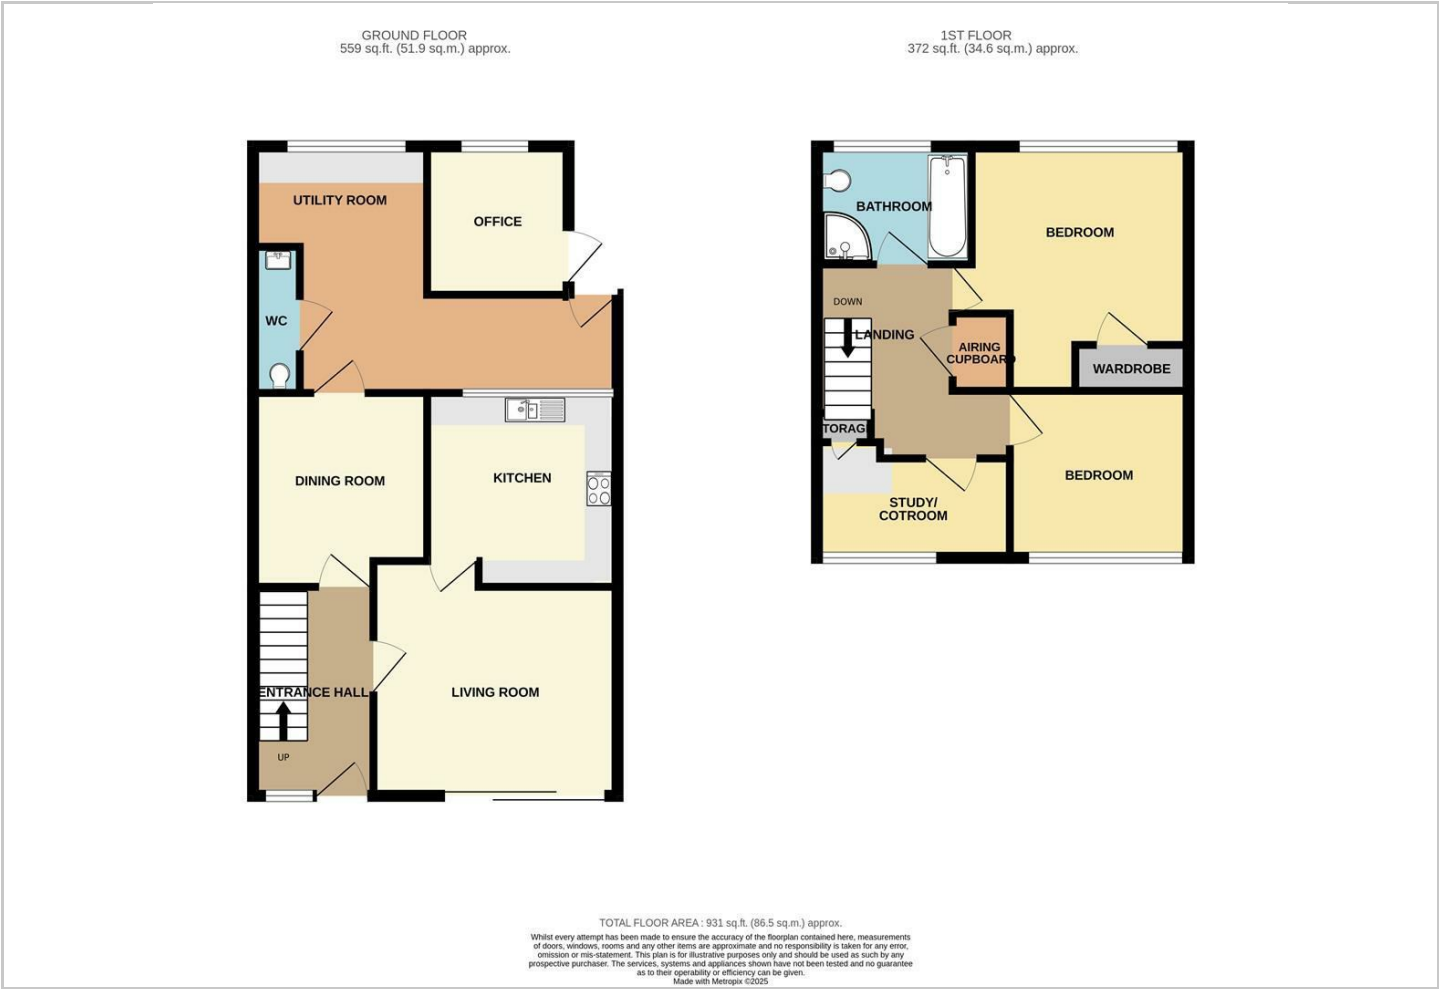 GROUND FLOOR
559 sq.ft. (51.9 sq.m.) approx.
1ST FLOOR
372 sq.ft. (34.6 sq.m.) approx.
UTILITY ROOM
OFFICE
WC
DINING ROOM
KITCHEN
ENTRANCE HALL
LIVING ROOM
UP
BATHROOM
BEDROOM
DOWN
LANDING
AIRING
CUPBOARD
WARDROBE
TORAG
BEDROOM
STUDY/
COTROOM
TOTAL FLOOR AREA : 931 sq.ft. (86.5 sq.m.) approx.
Whilst every attempt has been made to ensure the accuracy of the floorplan contained here, measurements
of doors, windows, rooms and any other items are approximate and no responsibility is taken for any error,
omission or mis-statement. This plan is for illustrative purposes only and should be used as such by any
prospective purchaser. The services, systems and appliances shown have not been tested and no guarantee
as to their operability or efficiency can be given.
Made with Metropix ©2025